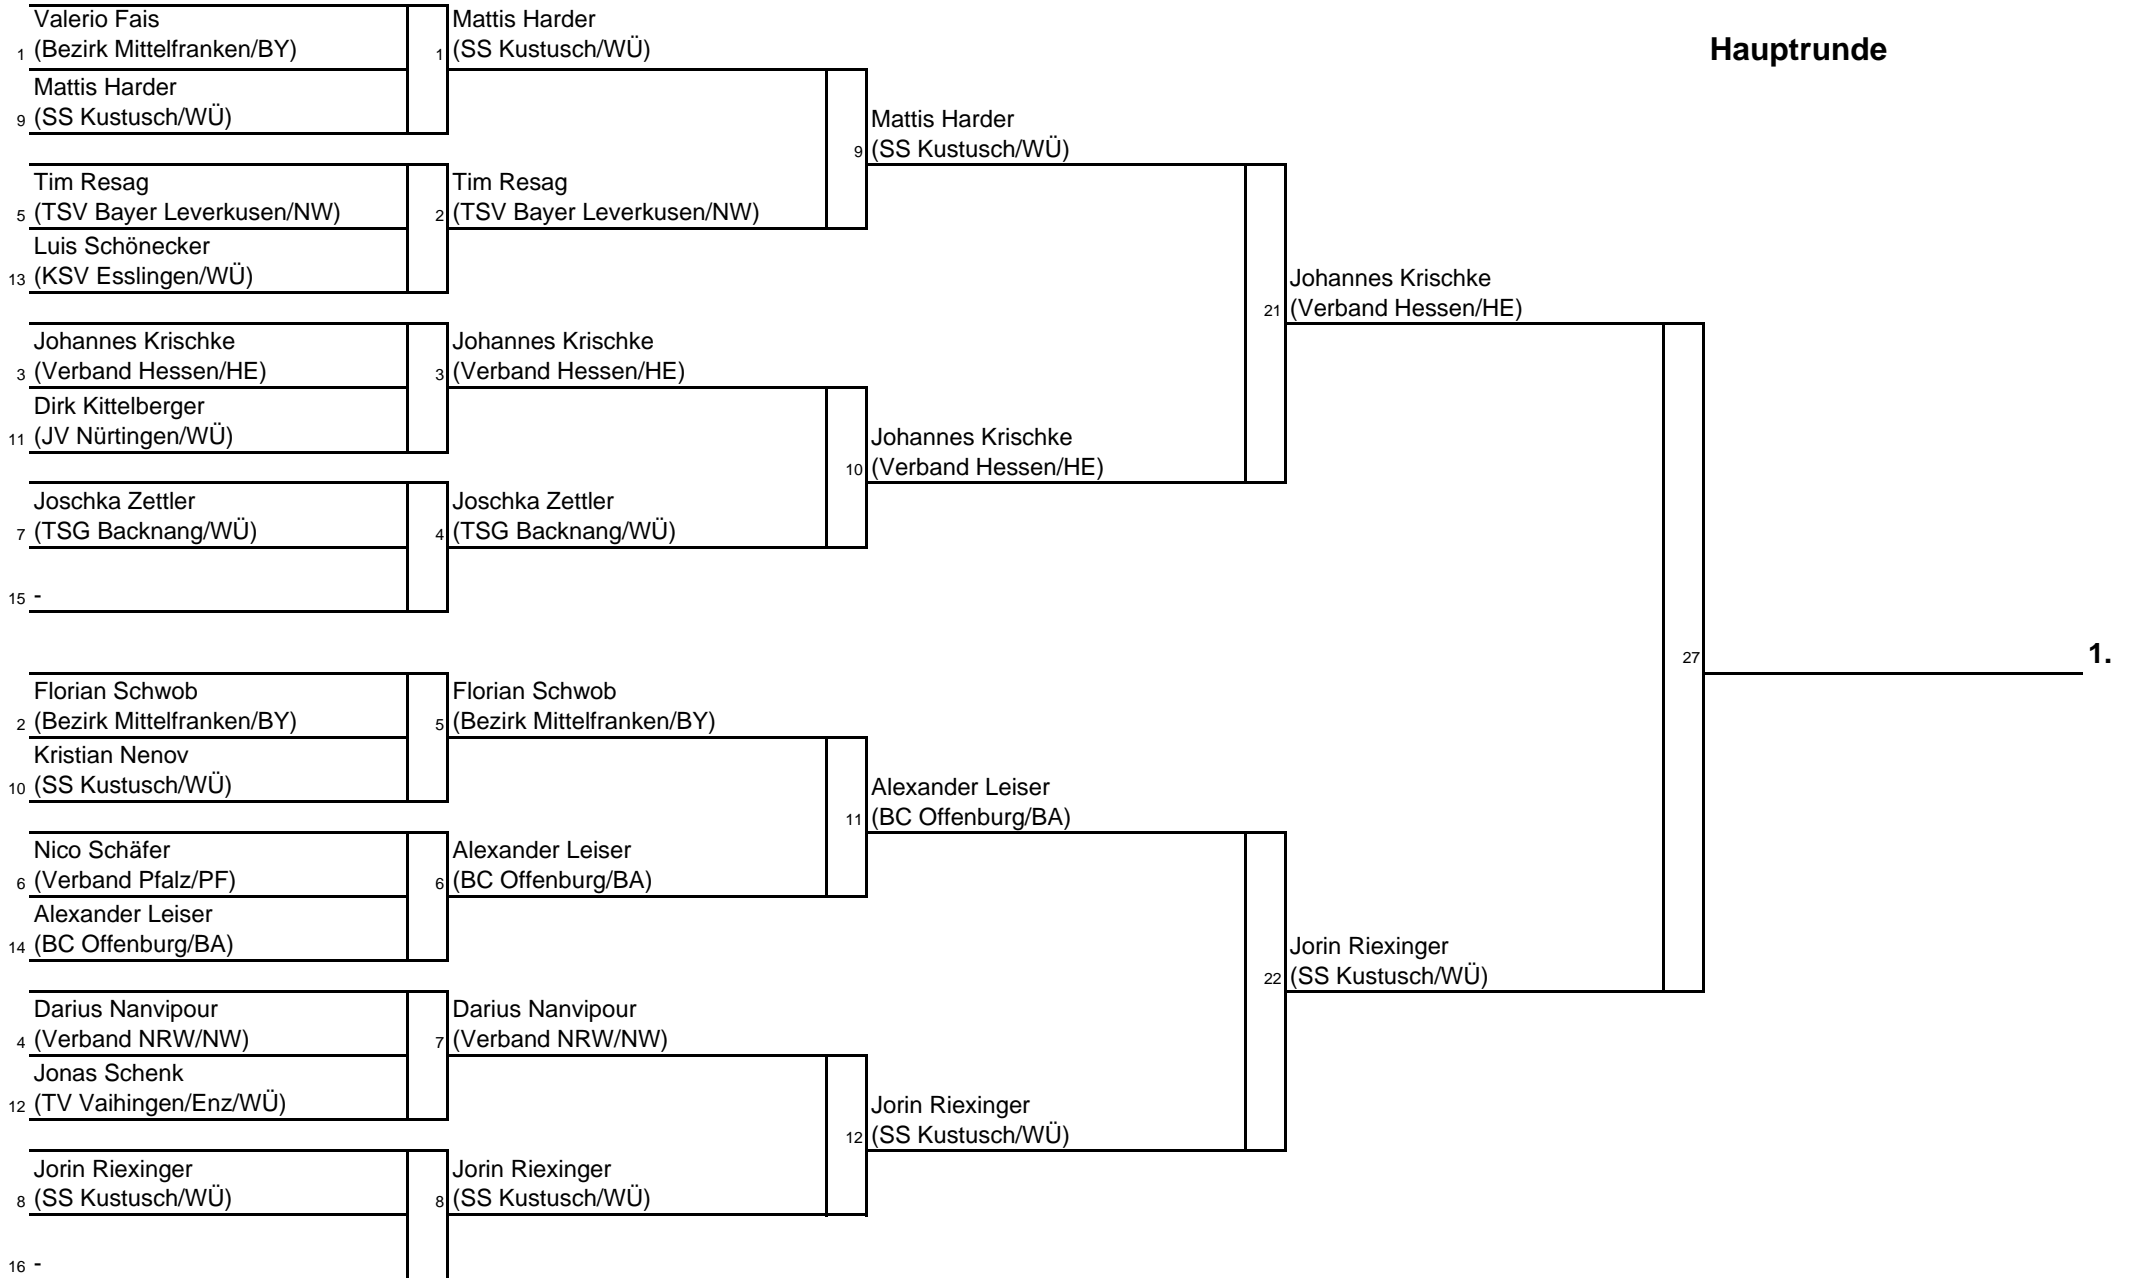 Hauptrunde
Valerio Fais
1 (Bezirk Mittelfranken/BY)
Mattis Harder
9 (SS Kustusch/WÜ)
Tim Resag
5 (TSV Bayer Leverkusen/NW)
Luis Schönecker
13 (KSV Esslingen/WÜ)
Johannes Krischke
3 (Verband Hessen/HE)
Dirk Kittelberger
11 (JV Nürtingen/WÜ)
Joschka Zettler
7 (TSG Backnang/WÜ)
15 -
Florian Schwob
2 (Bezirk Mittelfranken/BY)
Kristian Nenov
10 (SS Kustusch/WÜ)
Nico Schäfer
6 (Verband Pfalz/PF)
Alexander Leiser
14 (BC Offenburg/BA)
Darius Nanvipour
4 (Verband NRW/NW)
Jonas Schenk
12 (TV Vaihingen/Enz/WÜ)
Jorin Riexinger
8 (SS Kustusch/WÜ)
16 -
Mattis Harder
1 (SS Kustusch/WÜ)
Tim Resag
2 (TSV Bayer Leverkusen/NW)
Johannes Krischke
3 (Verband Hessen/HE)
Joschka Zettler
4 (TSG Backnang/WÜ)
Florian Schwob
5 (Bezirk Mittelfranken/BY)
Alexander Leiser
6 (BC Offenburg/BA)
Darius Nanvipour
7 (Verband NRW/NW)
Jorin Riexinger
8 (SS Kustusch/WÜ)
Mattis Harder
9 (SS Kustusch/WÜ)
Johannes Krischke
10 (Verband Hessen/HE)
Alexander Leiser
11 (BC Offenburg/BA)
Jorin Riexinger
12 (SS Kustusch/WÜ)
Johannes Krischke
21 (Verband Hessen/HE)
Jorin Riexinger
22 (SS Kustusch/WÜ)
27
1.